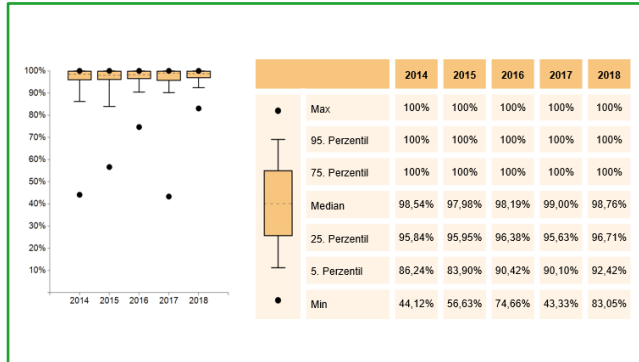 100%
90%
80%
70%
60%
50%
40%
30%
20%
10%
2014 2015 2016 2017 2018
2014 2015 2016 2017 2018
Max 100% 100% 100% 100% 100%
95. Perzentil 100% 100% 100% 100% 100%
75. Perzentil 100% 100% 100% 100% 100%
Median 98,54% 97,98% 98,19% 99,00% 98,76%
25. Perzentil 95,84% 95,95% 96,38% 95,63% 96,71%
5. Perzentil 86,24% 83,90% 90,42% 90,10% 92,42%
Min 44,12% 56,63% 74,66% 43,33% 83,05%